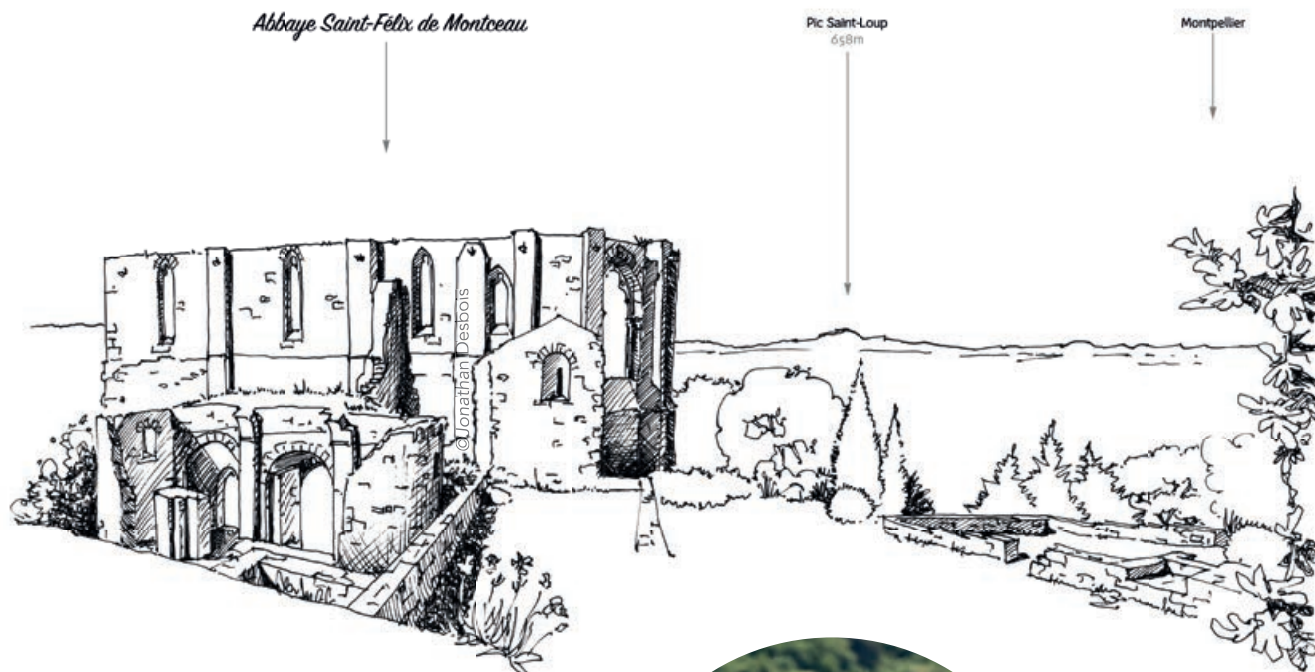 Abbaye Saint-Félix de Montceau
Pic Saint-Loup
658m
Montpellier
©Jonathan Desbois